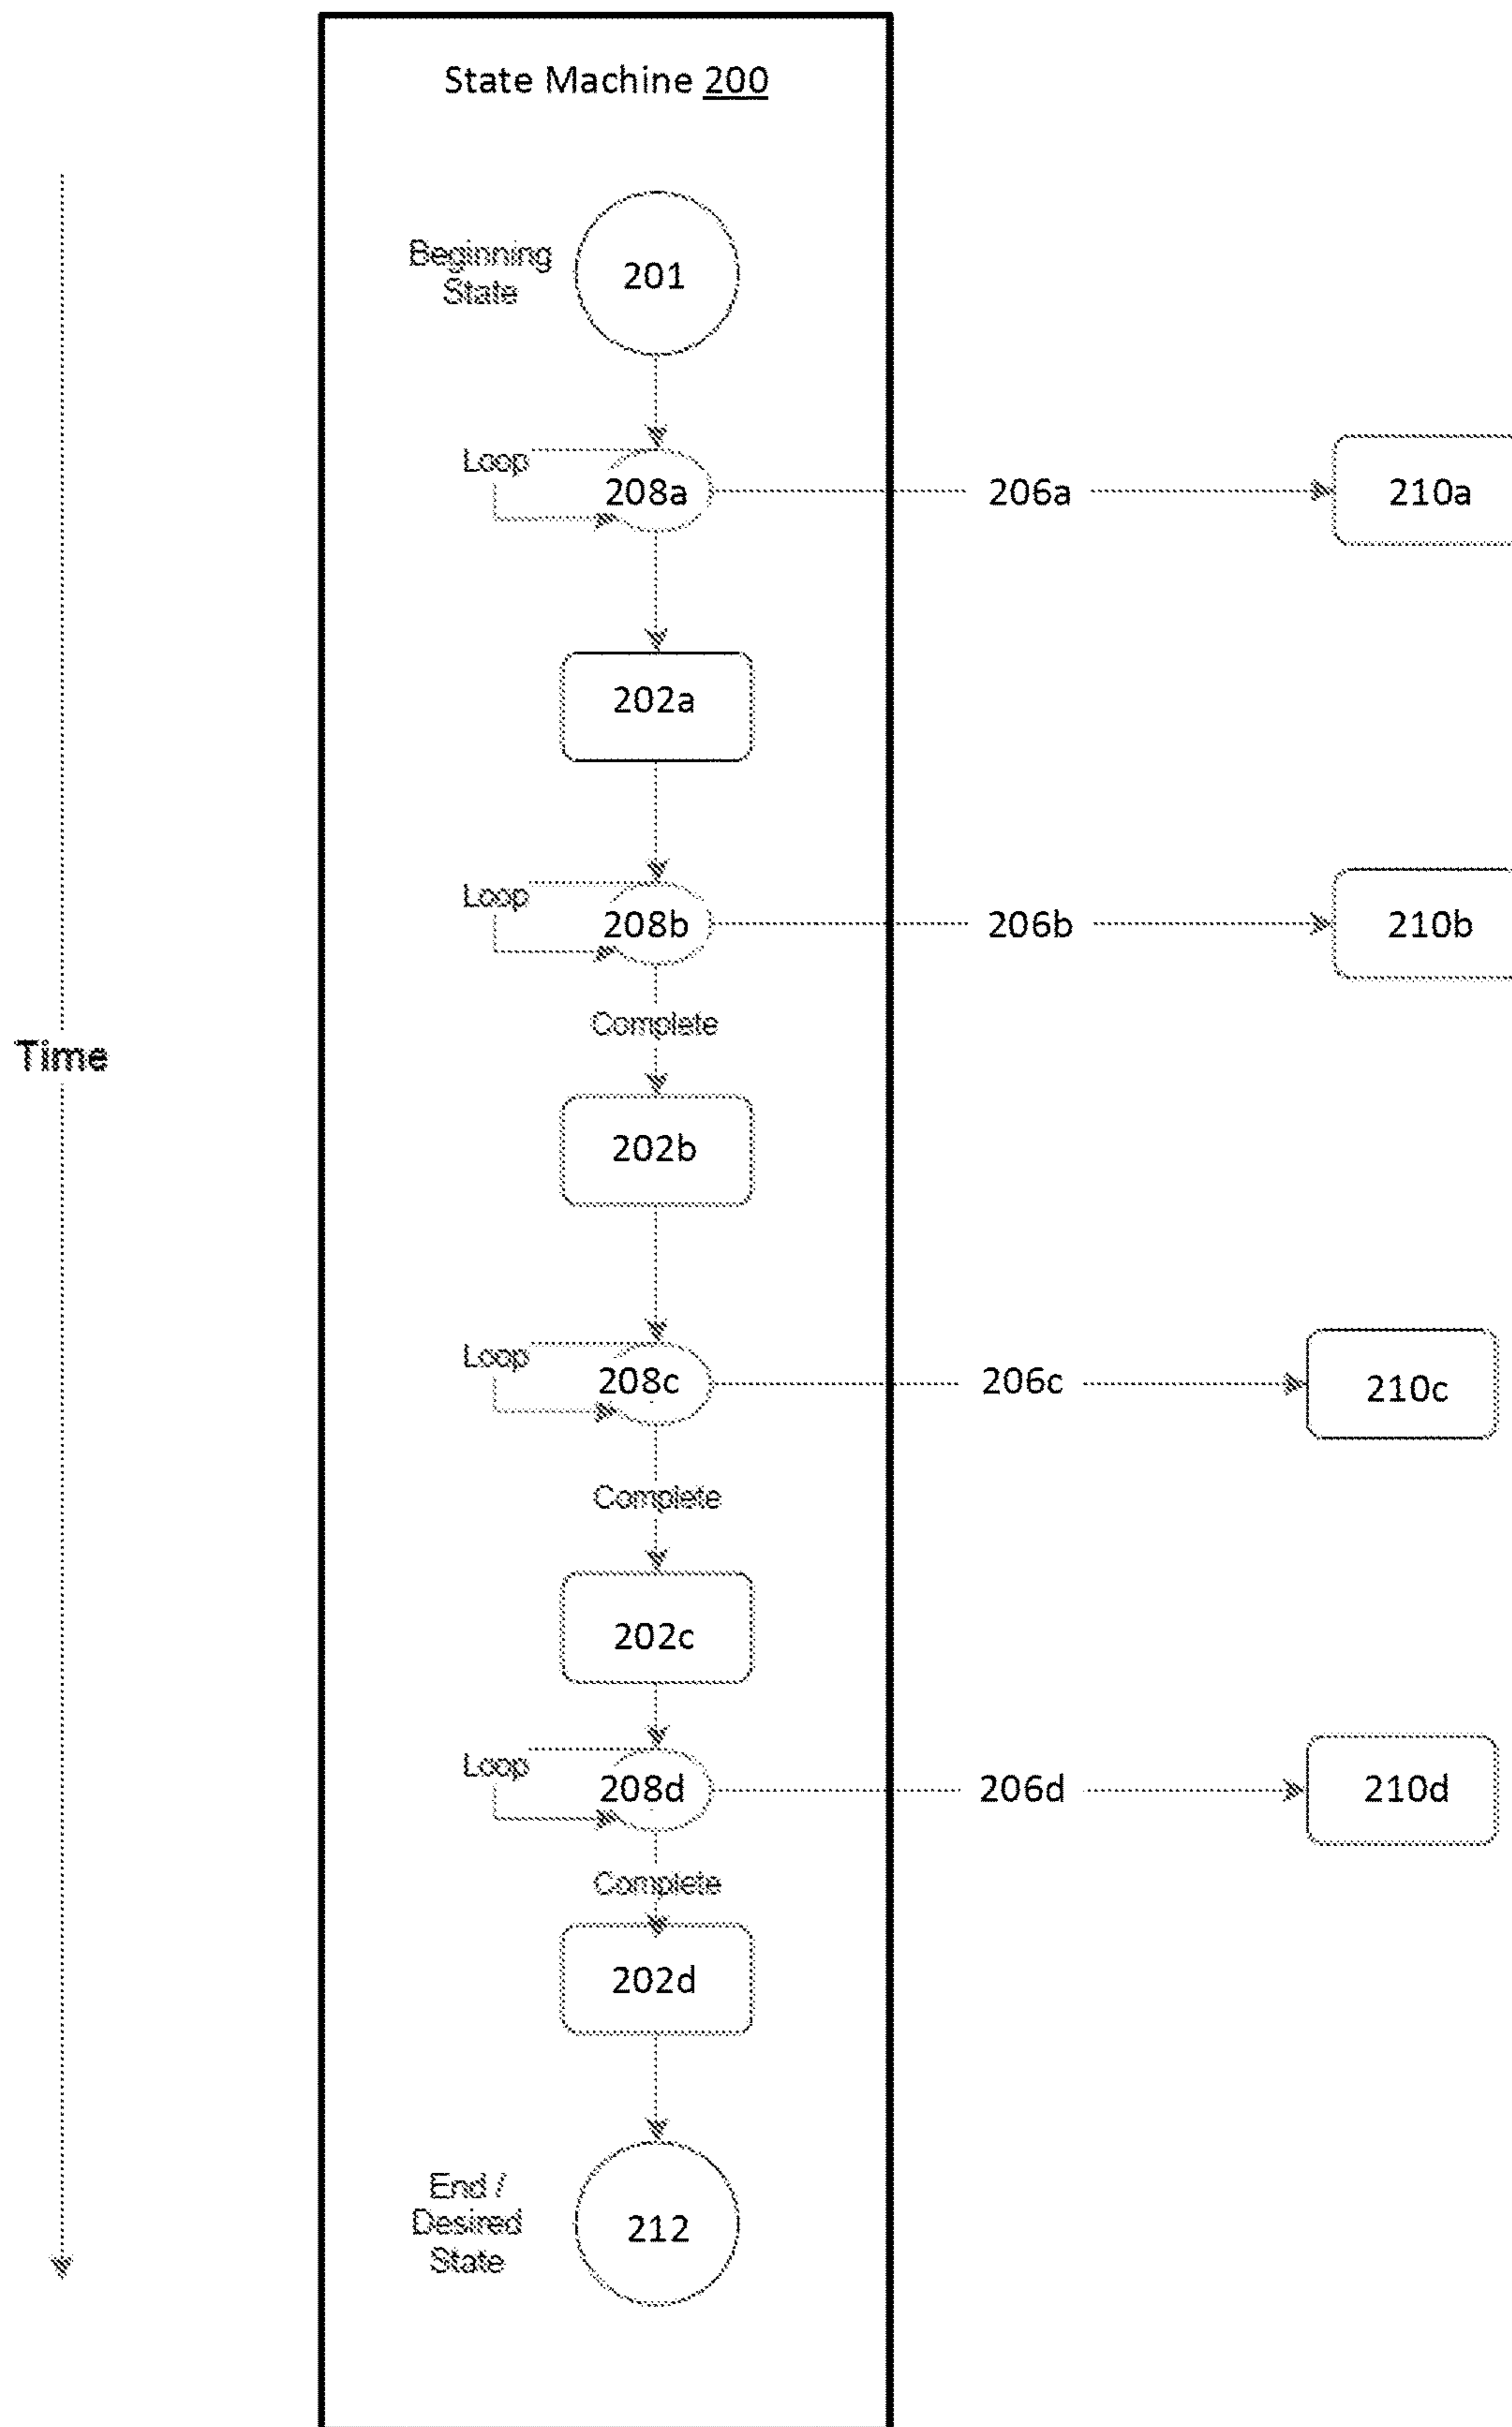 State Machine 200
Beginning
State
201
Loop
208a
206a
210a
202a
Loop
208b
206b
210b
Complete
Time
202b
Loop
208c
206c
210c
Complete
202c
Loop
208d
206d
210d
Complete
202d
End /
Desired
State
212